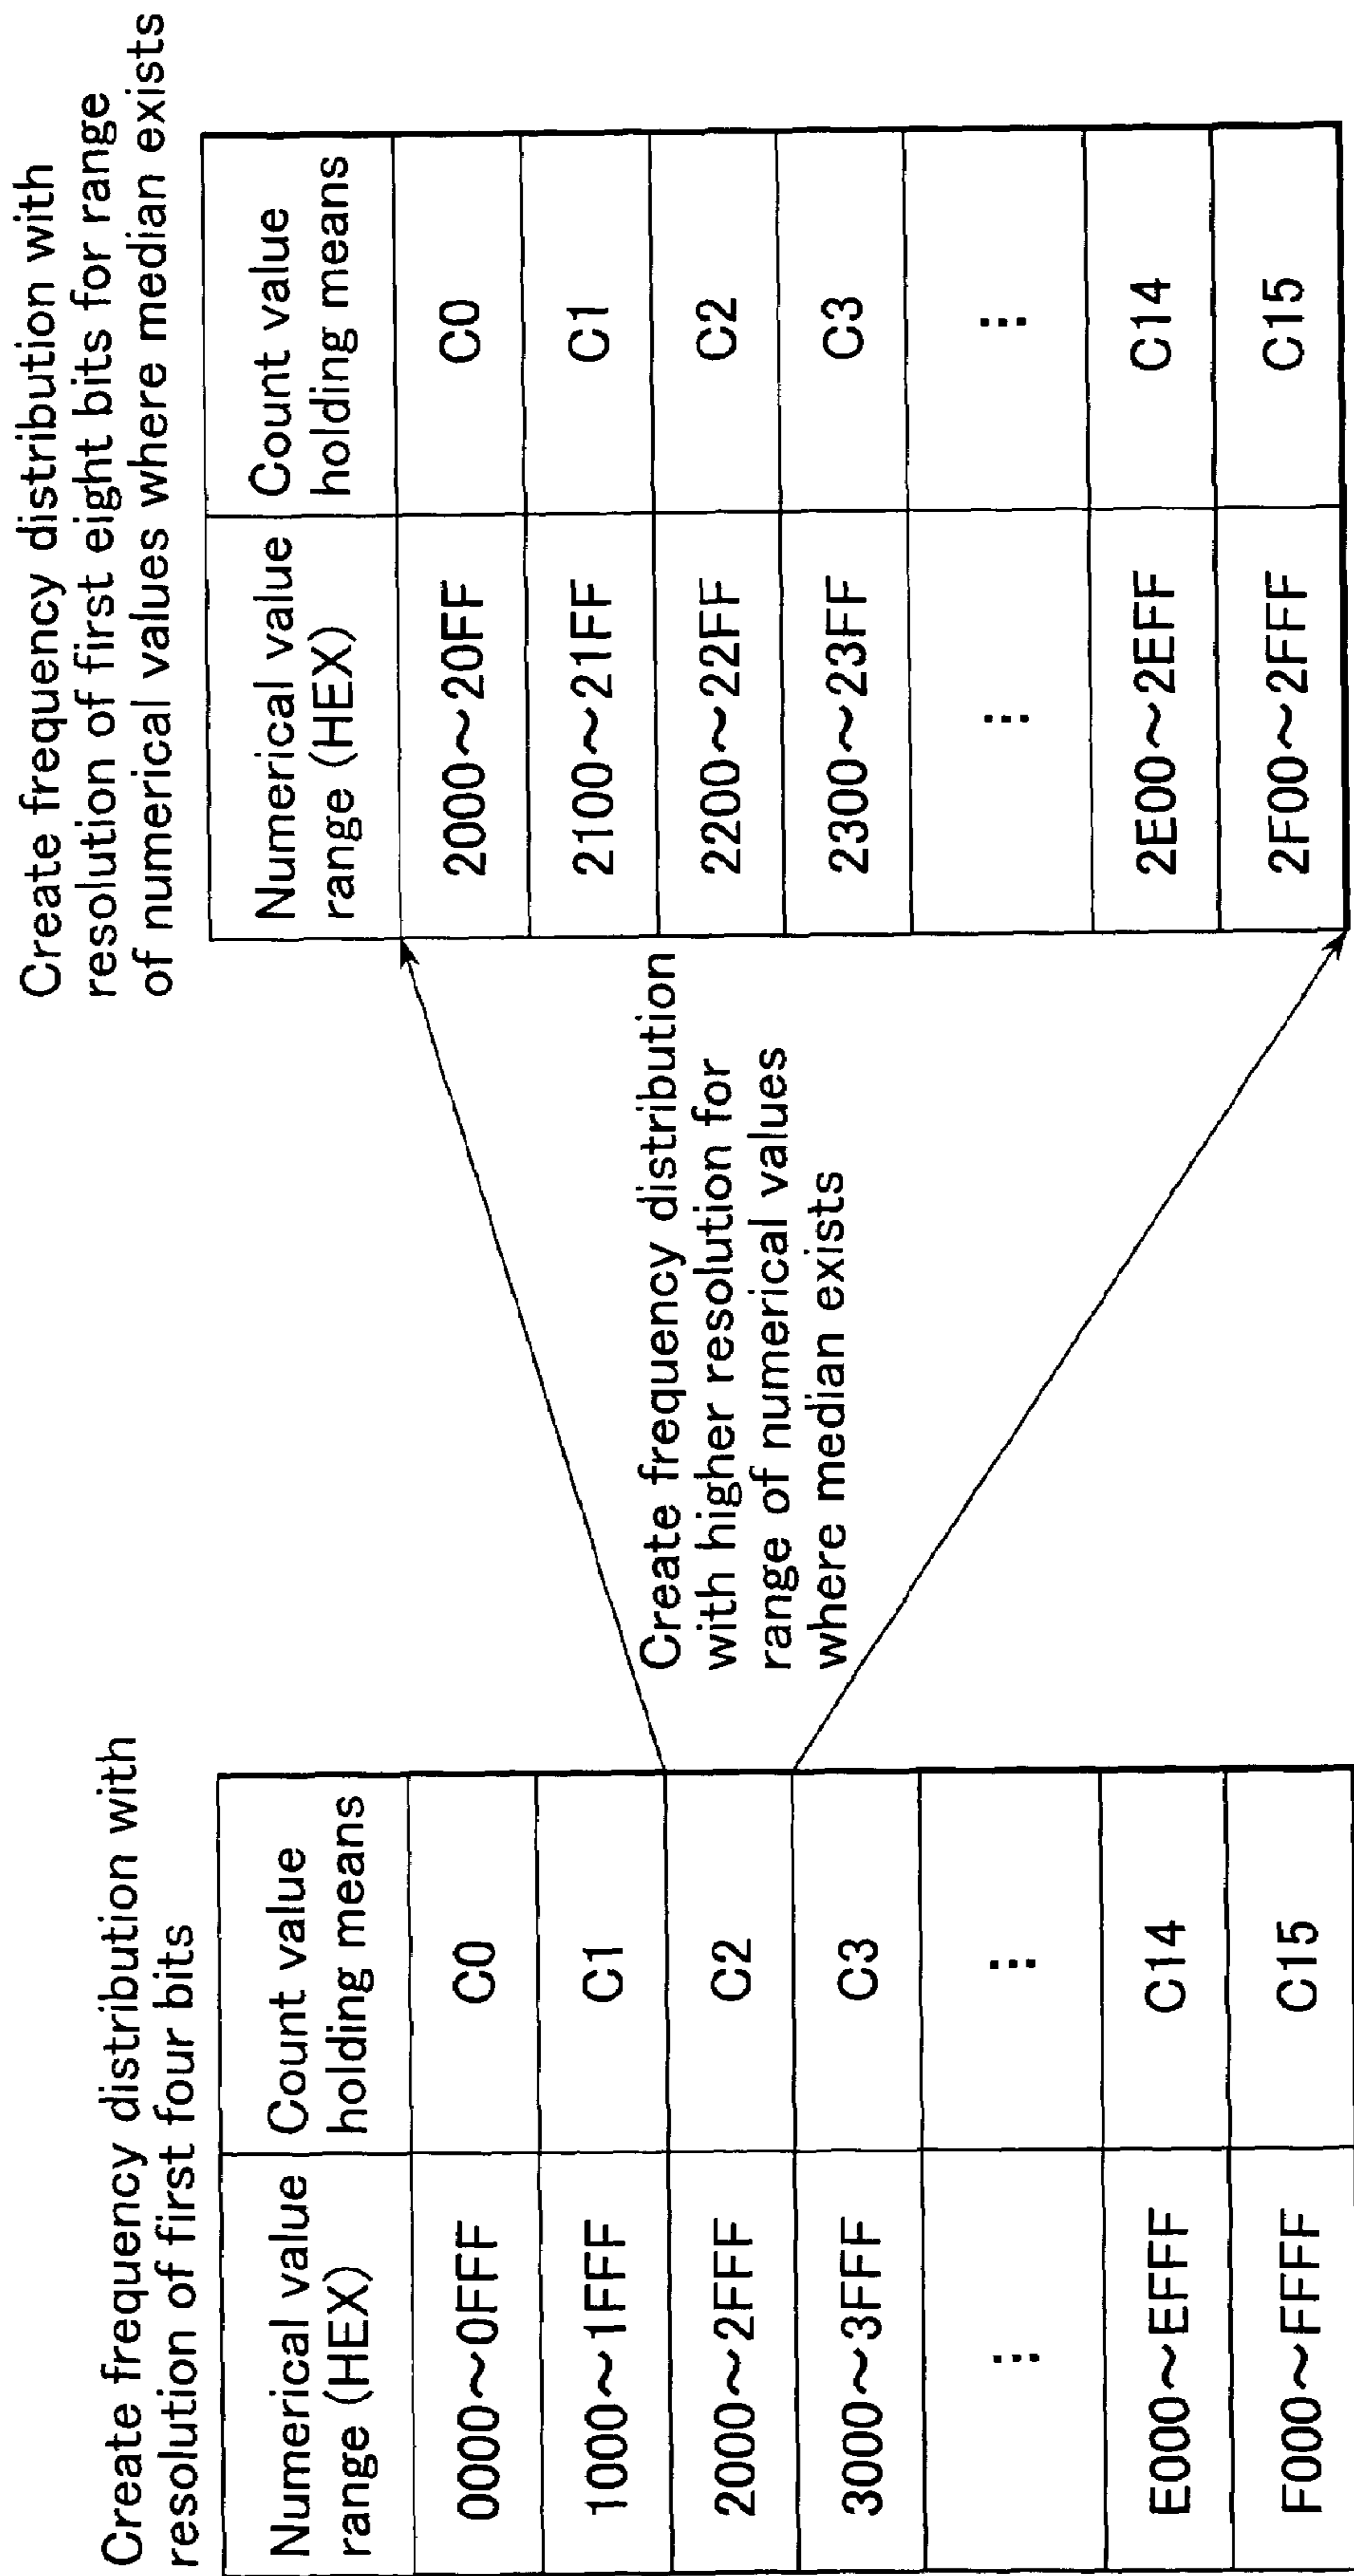 Create frequency distribution with
resolution of first four bits
Numerical value
range (HEX)
Count value
holding means
0000~0FFF
C0
1000~1FFF
C1
2000~2FFF
C2
3000~3FFF
C3
...
...
E000~EFFF
C14
F000~FFFF
C15
Create frequency distribution
with higher resolution for
range of numerical values
where median exists
Create frequency distribution with
resolution of first eight bits for range
of numerical values where median exists
Numerical value
range (HEX)
Count value
holding means
2000~20FF
C0
2100~21FF
C1
2200~22FF
C2
2300~23FF
C3
...
...
2E00~2EFF
C14
2F00~2FFF
C15